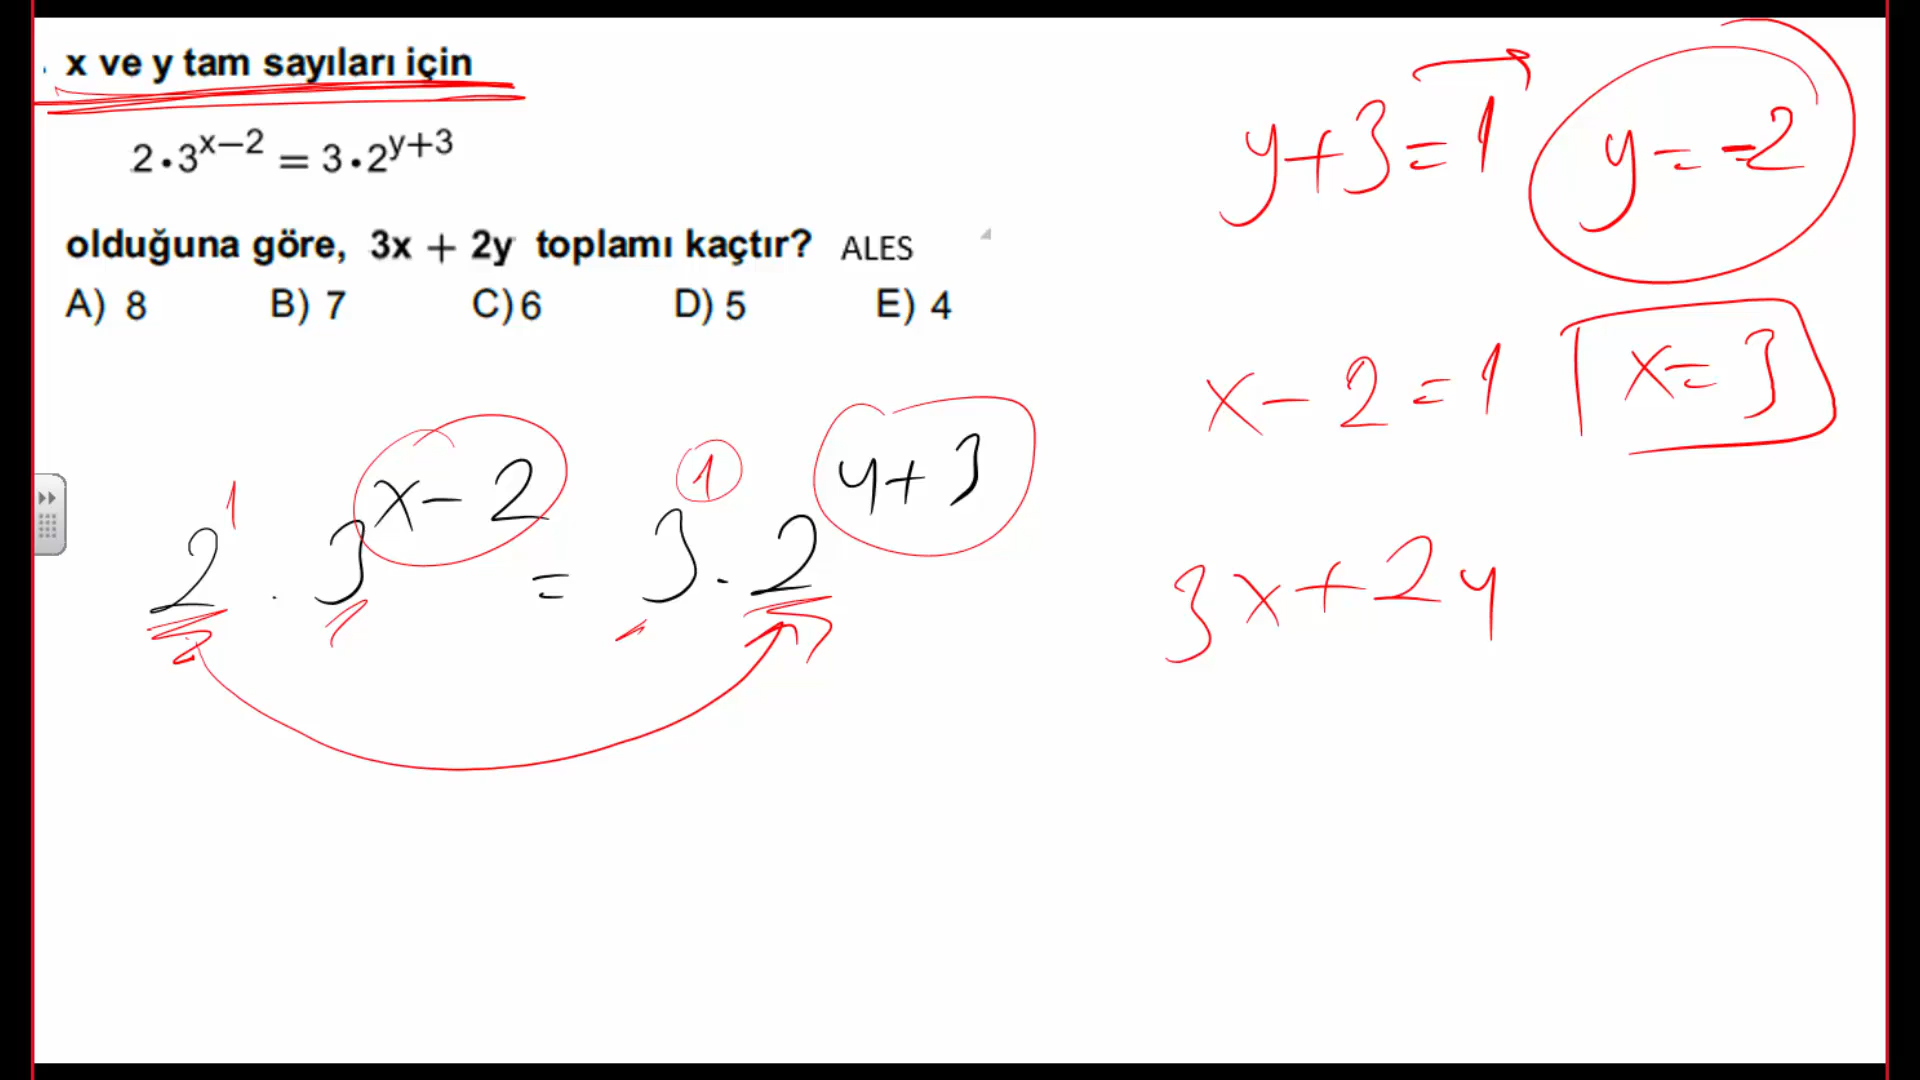 x ve y tam sayıları için
2·3^{x−2} = 3·2^{y+3}
olduğuna göre, 3x + 2y toplamı kaçtır? ALES
A) 8 B) 7 C) 6 D) 5 E) 4
y+3=1 y=-2
x-2=1 x=3
2^1 . 3^{x-2} = 3^1 . 2^{y+3}
3x+2y